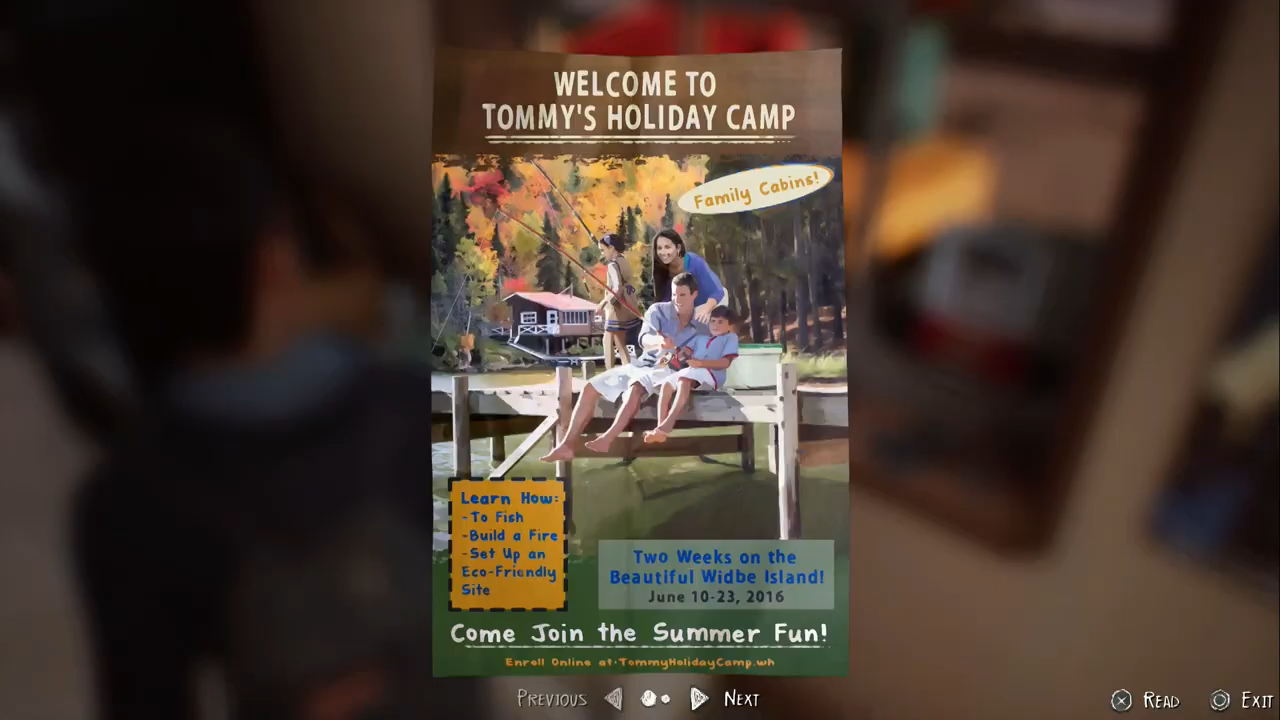 WELCOME TO
TOMMY'S HOLIDAY CAMP
Family Cabins!
Learn How:
-To Fish
-Build a Fire
-Set Up an
Eco-Friendly
Site
Two Weeks on the
Beautiful Widbe Island!
June 10-23, 2016
Come Join the Summer Fun!
Enroll Online at:TommyHolidayCamp.wh
PREVIOUS
NEXT
READ
EXIT